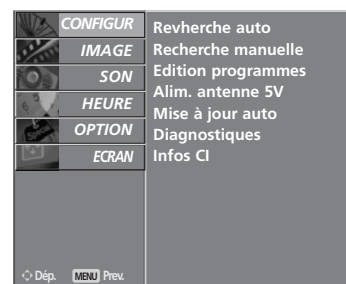 CONFIGUR
IMAGE
SON
HEURE
OPTION
ECRAN
Revherche auto
Recherche manuelle
Edition programmes
Alim. antenne 5V
Mise à jour auto
Diagnostiques
Infos CI
Dép. MENU Prev.